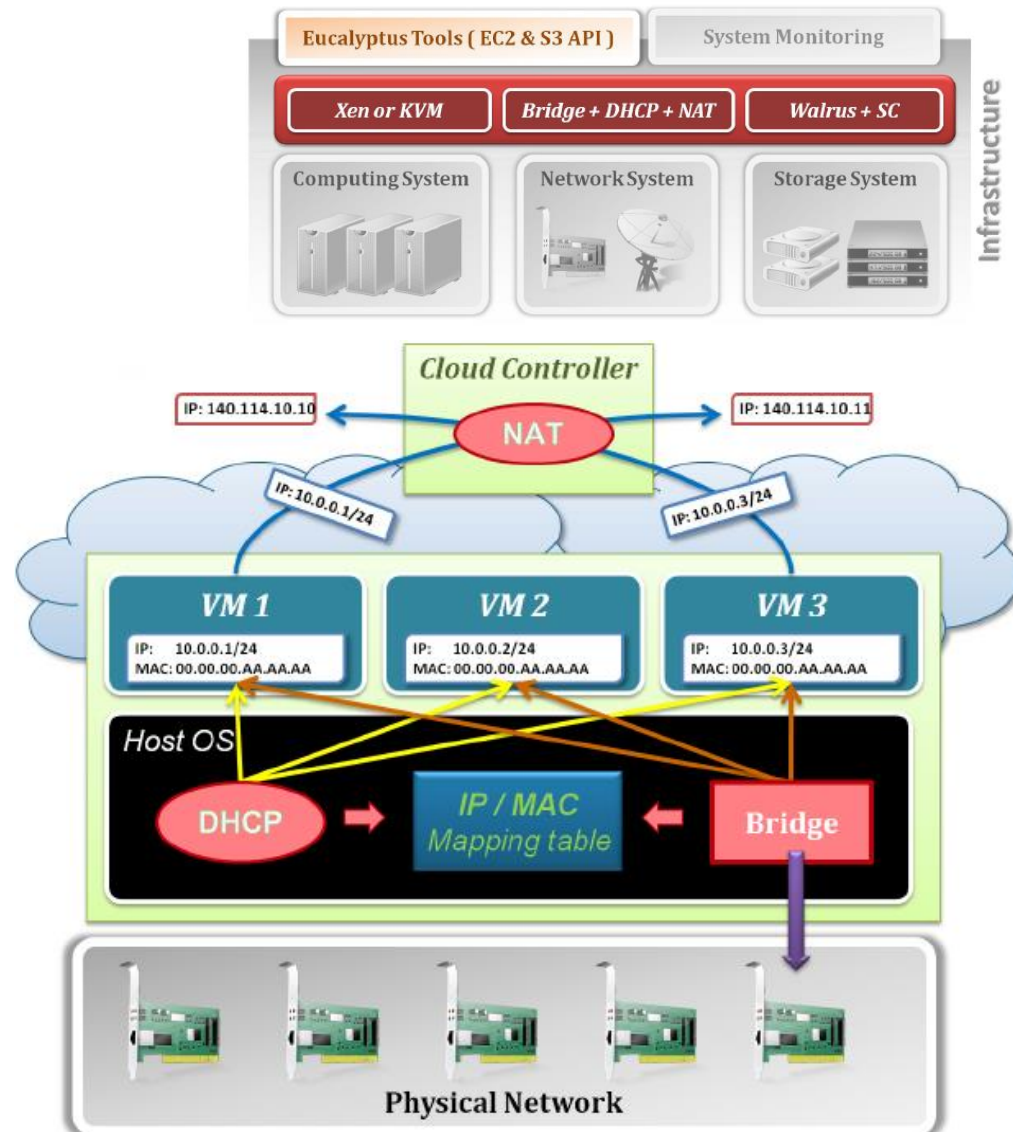 Eucalyptus Tools ( EC2 & S3 API )
System Monitoring
Xen or KVM
Bridge + DHCP + NAT
Walrus + SC
Computing System
Network System
Storage System
Infrastructure
Cloud Controller
NAT
IP: 140.114.10.10
IP: 140.114.10.11
IP: 10.0.0.1/24
IP: 10.0.0.3/24
VM 1
IP: 10.0.0.1/24
MAC: 00.00.00.AA.AA.AA
VM 2
IP: 10.0.0.2/24
MAC: 00.00.00.AA.AA.AA
VM 3
IP: 10.0.0.3/24
MAC: 00.00.00.AA.AA.AA
Host OS
DHCP
IP / MAC
Mapping table
Bridge
Physical Network